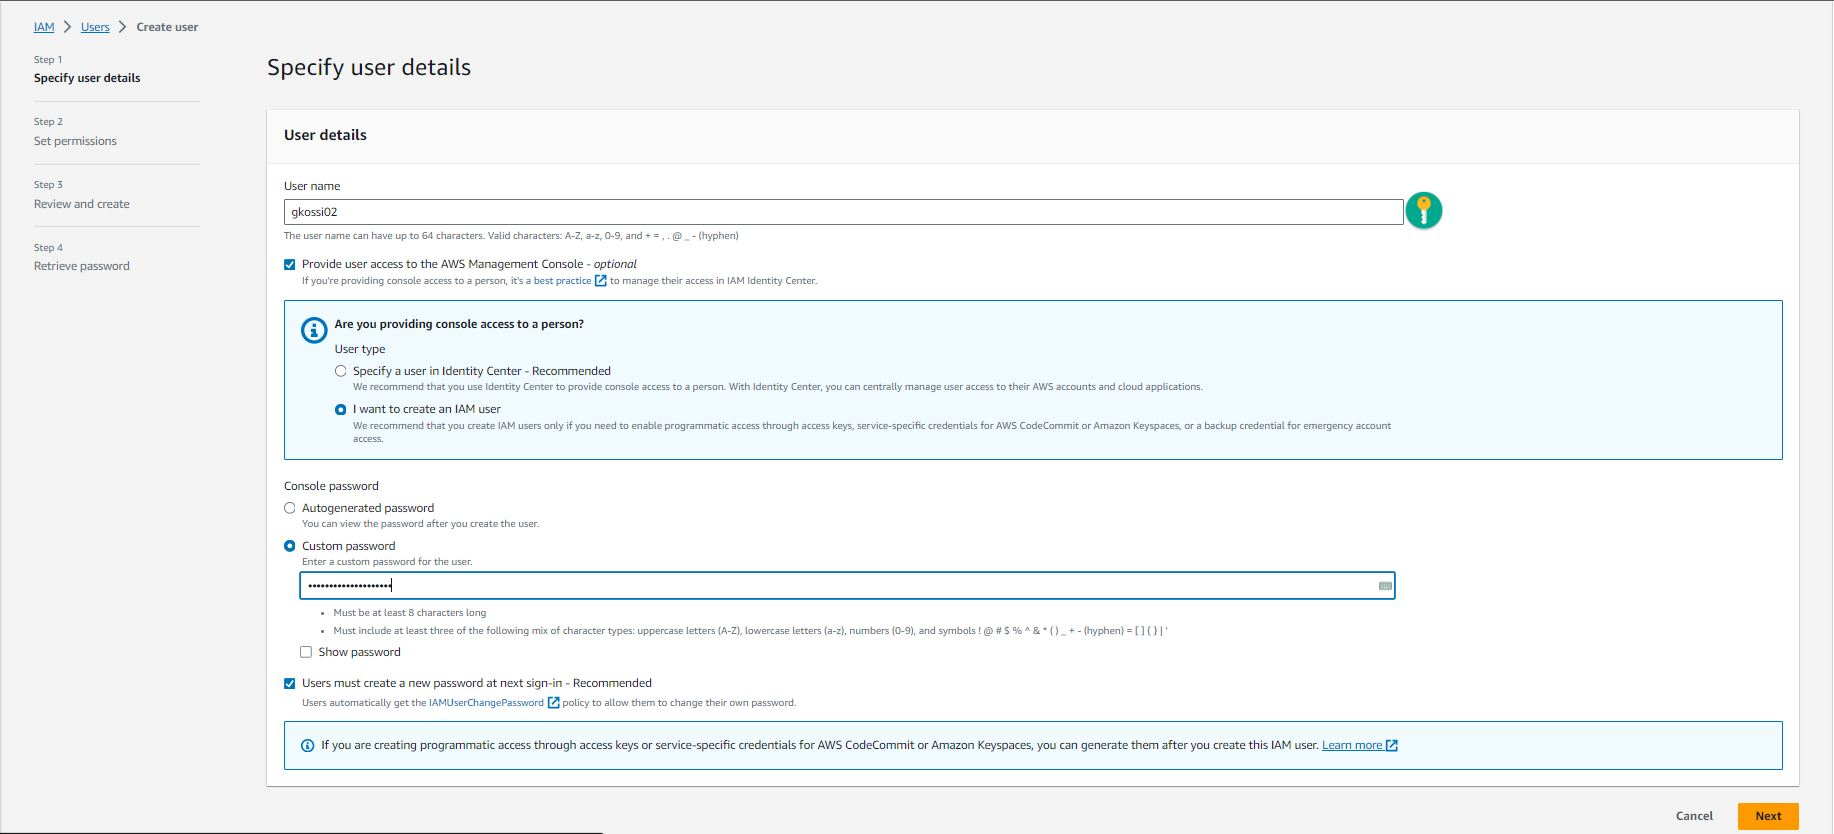 IAM > Users > Create user
Step 1
Specify user details
Step 2
Set permissions
Step 3
Review and create
Step 4
Retrieve password
Specify user details
User details
User name
gkossi02
The user name can have up to 64 characters. Valid characters: A-Z, a-z, 0-9, and + = , . @ _ - (hyphen)
Provide user access to the AWS Management Console - optional
If you're providing console access to a person, it's a best practice to manage their access in IAM Identity Center.
Are you providing console access to a person?
User type
Specify a user in Identity Center - Recommended
We recommend that you use Identity Center to provide console access to a person. With Identity Center, you can centrally manage user access to their AWS accounts and cloud applications.
I want to create an IAM user
We recommend that you create IAM users only if you need to enable programmatic access through access keys, service-specific credentials for AWS CodeCommit or Amazon Keyspaces, or a backup credential for emergency account
access.
Console password
Autogenerated password
You can view the password after you create the user.
Custom password
Enter a custom password for the user.
••••••••••••••••••••
• Must be at least 8 characters long
• Must include at least three of the following mix of character types: uppercase letters (A-Z), lowercase letters (a-z), numbers (0-9), and symbols ! @ # $ % ^ & * ( ) _ + - (hyphen) = [ ] { } | '
Show password
Users must create a new password at next sign-in - Recommended
Users automatically get the IAMUserChangePassword policy to allow them to change their own password.
If you are creating programmatic access through access keys or service-specific credentials for AWS CodeCommit or Amazon Keyspaces, you can generate them after you create this IAM user. Learn more
Cancel
Next